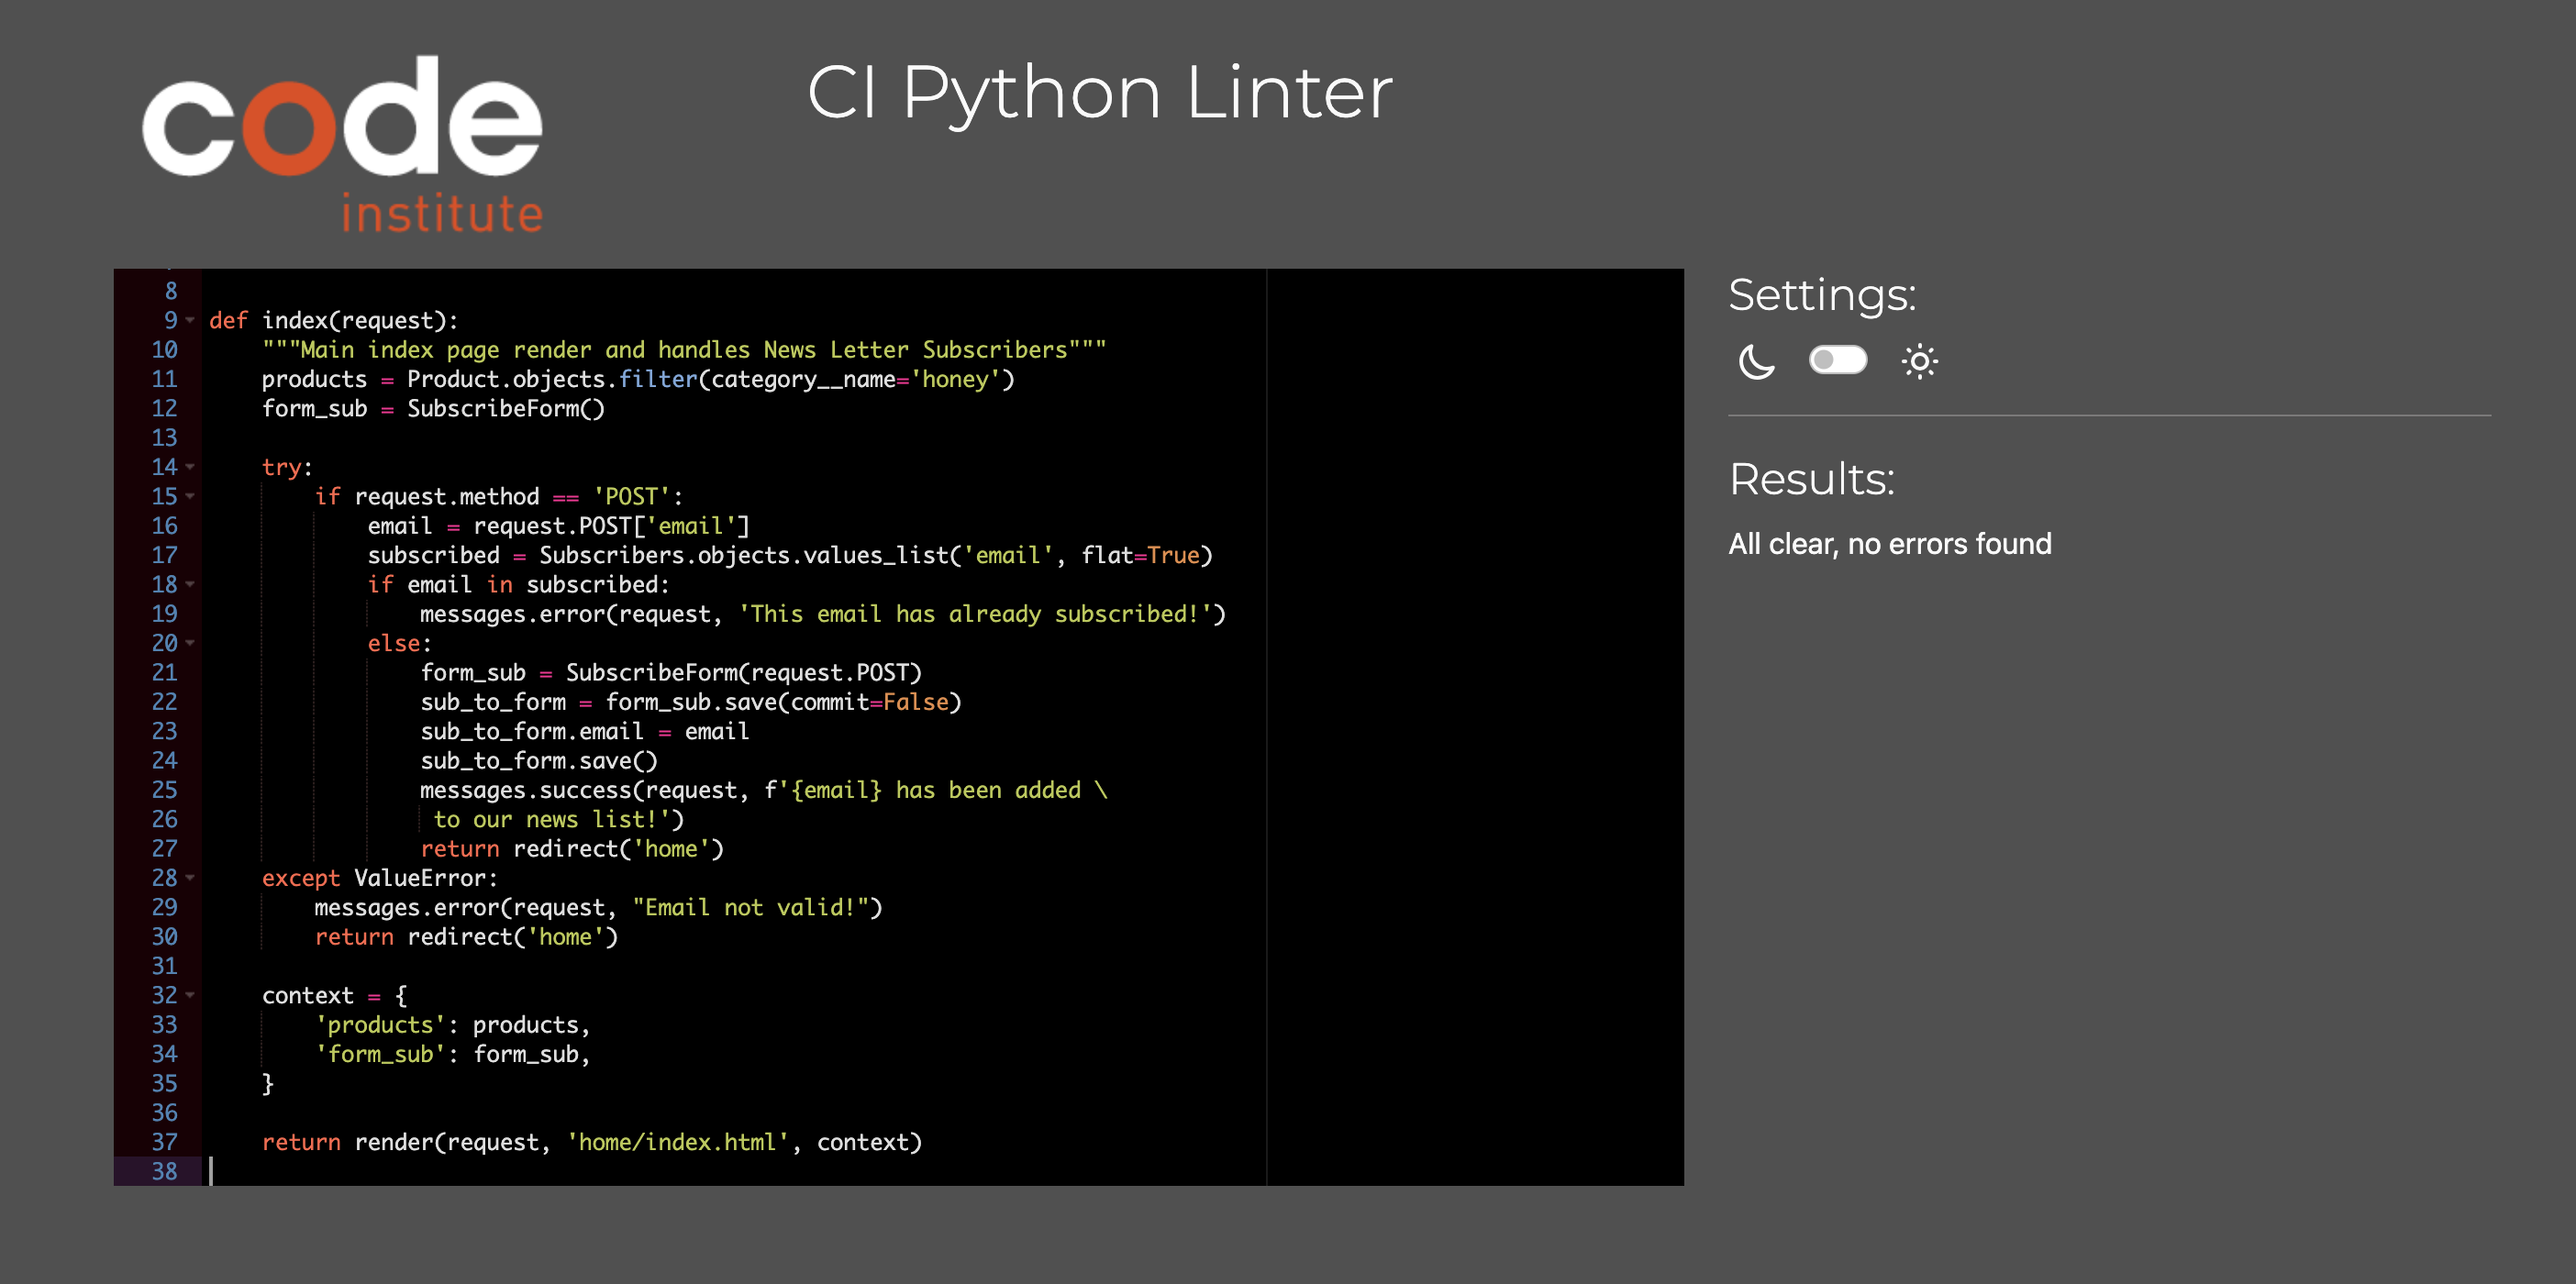 code
institute
CI Python Linter
8
9 def index(request):
10     """Main index page render and handles News Letter Subscribers"""
11     products = Product.objects.filter(category__name='honey')
12     form_sub = SubscribeForm()
13
14     try:
15         if request.method == 'POST':
16             email = request.POST['email']
17             subscribed = Subscribers.objects.values_list('email', flat=True)
18             if email in subscribed:
19                 messages.error(request, 'This email has already subscribed!')
20             else:
21                 form_sub = SubscribeForm(request.POST)
22                 sub_to_form = form_sub.save(commit=False)
23                 sub_to_form.email = email
24                 sub_to_form.save()
25                 messages.success(request, f'{email} has been added \
26                  to our news list!')
27                 return redirect('home')
28     except ValueError:
29         messages.error(request, "Email not valid!")
30         return redirect('home')
31
32     context = {
33         'products': products,
34         'form_sub': form_sub,
35     }
36
37     return render(request, 'home/index.html', context)
38
Settings:
Results:
All clear, no errors found